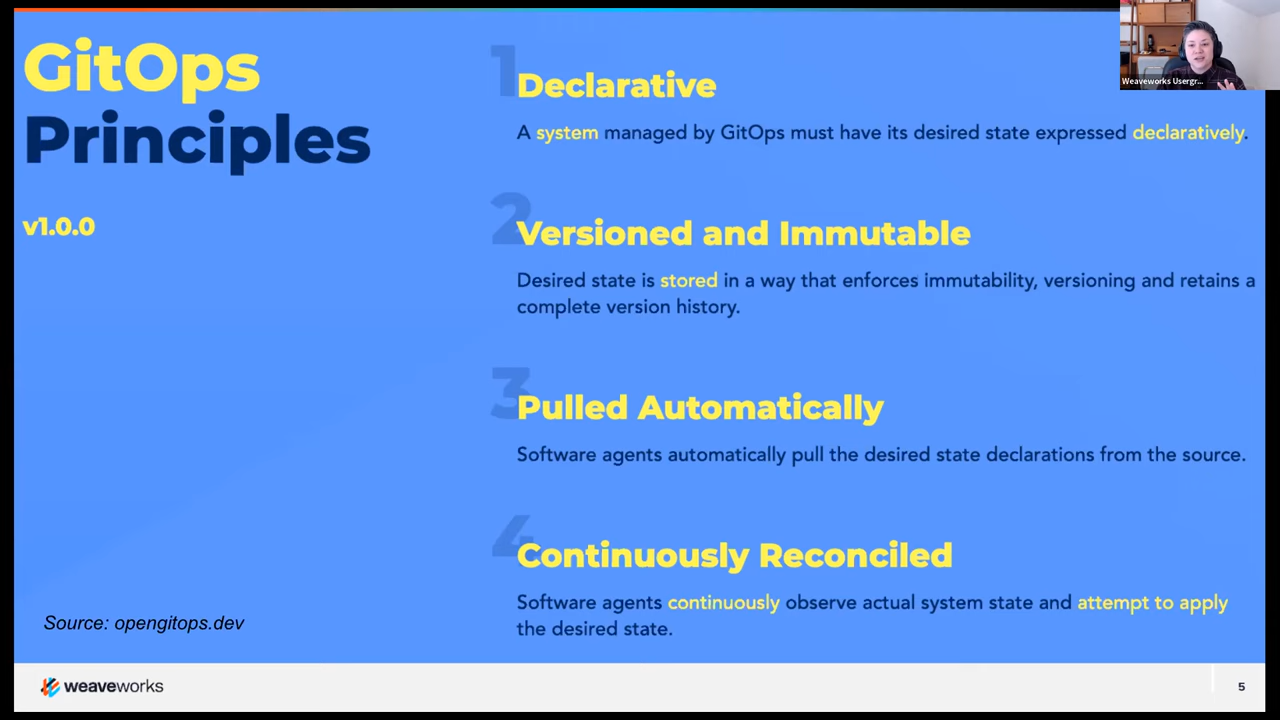 GitOps
Principles
v1.0.0
1
Declarative
A system managed by GitOps must have its desired state expressed declaratively.
2
Versioned and Immutable
Desired state is stored in a way that enforces immutability, versioning and retains a
complete version history.
3
Pulled Automatically
Software agents automatically pull the desired state declarations from the source.
4
Continuously Reconciled
Software agents continuously observe actual system state and attempt to apply
the desired state.
Source: opengitops.dev
weaveworks
5
Weaveworks Usergr...